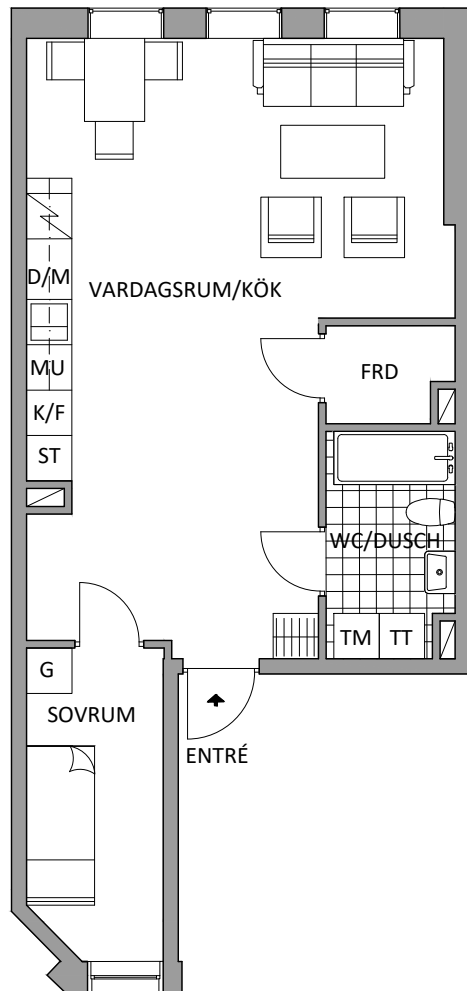 D/M
VARDAGSRUM/KÖK
MU
FRD
K/F
ST
WC/DUSCH
TM TT
G
SOVRUM
ENTRÉ